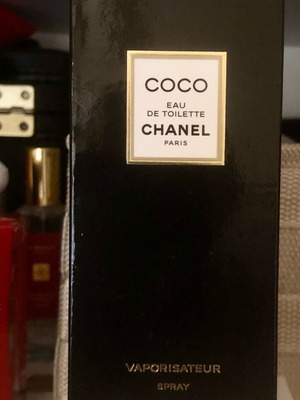 COCO
EAU
DE TOILETTE
CHANEL
PARIS
VAPORISATEUR
SPRAY